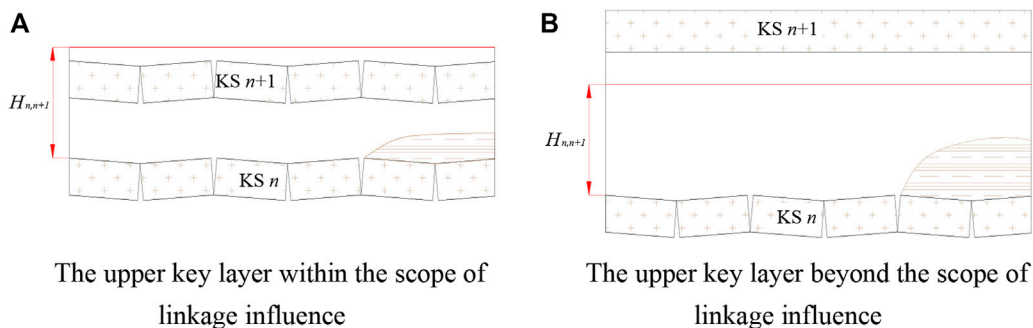 A
KS n+1
H n,n+1
KS n
The upper key layer within the scope of
linkage influence
B
KS n+1
H n,n+1
KS n
The upper key layer beyond the scope of
linkage influence